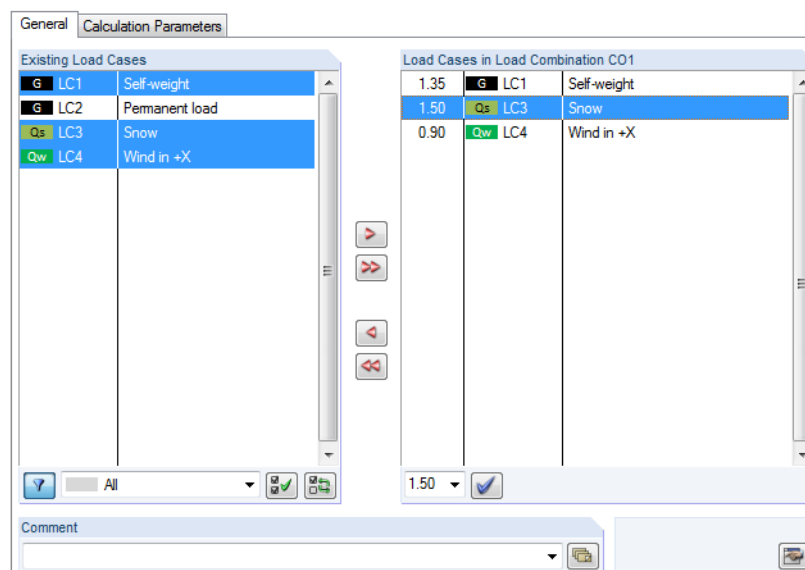 General Calculation Parameters
Existing Load Cases
G LC1 Self-weight
G LC2 Permanent load
Qs LC3 Snow
Qw LC4 Wind in +X
All
Load Cases in Load Combination CO1
1.35 G LC1 Self-weight
1.50 Qs LC3 Snow
0.90 Qw LC4 Wind in +X
1.50
Comment